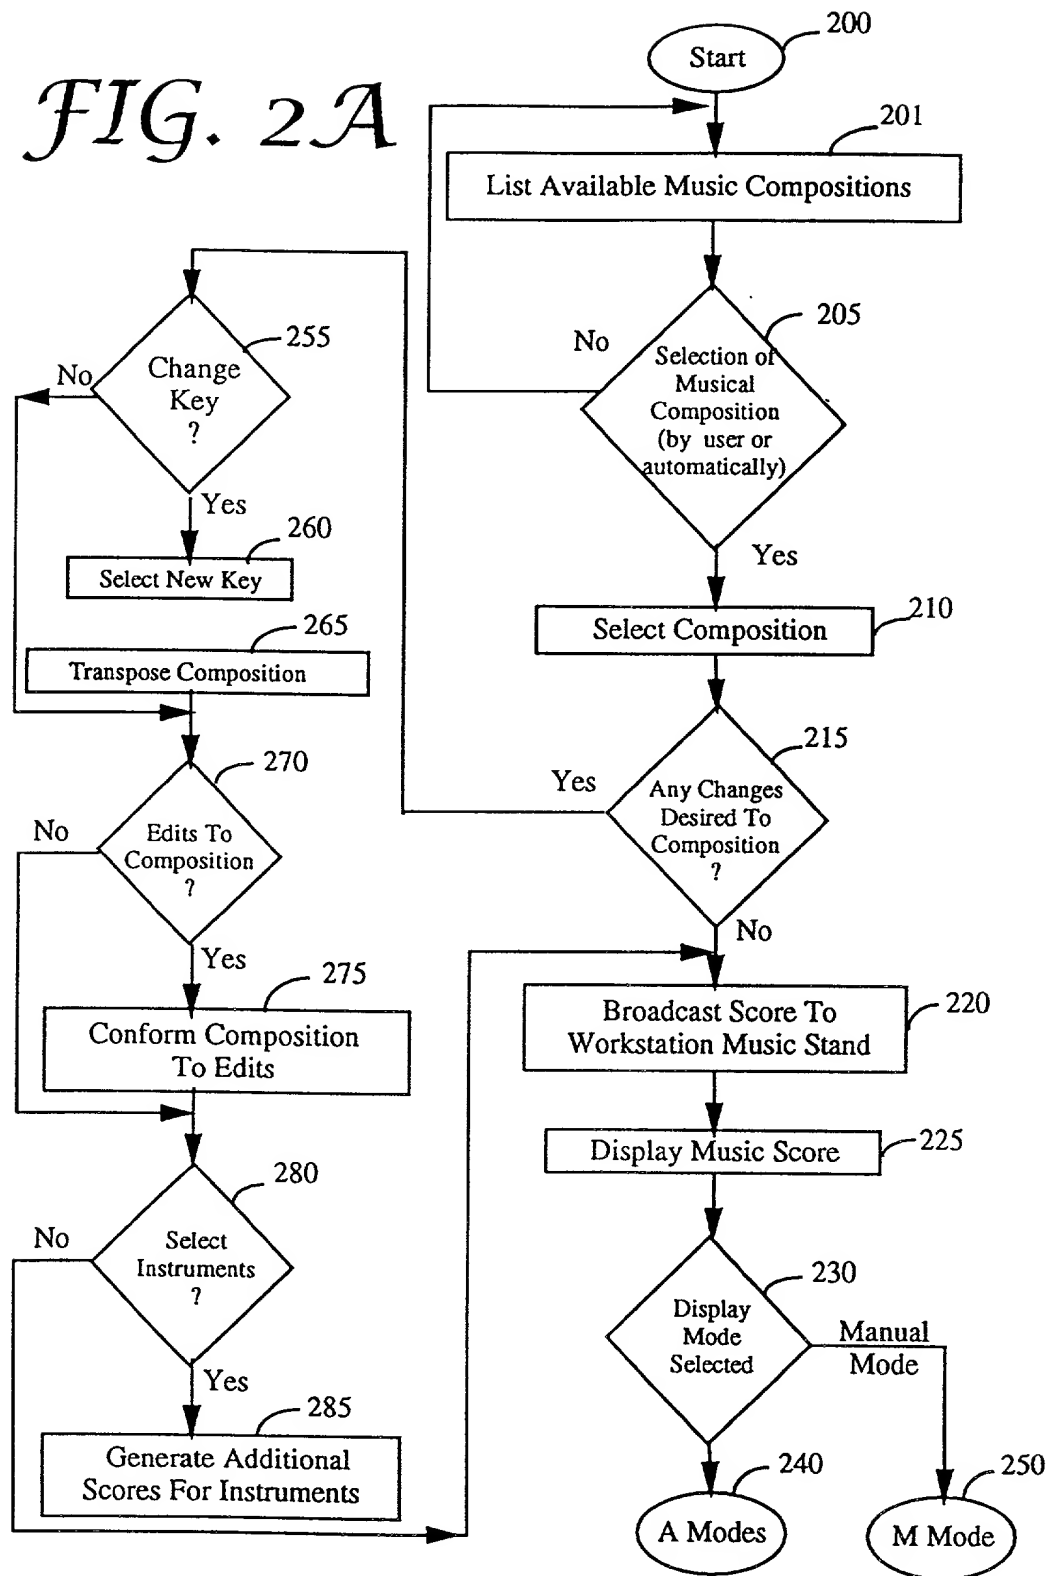 FIG. 2A
Start
200
201
List Available Music Compositions
205
No
Selection of
Musical
Composition
(by user or
automatically)
Yes
210
Select Composition
215
Yes
Any Changes
Desired To
Composition
?
No
220
Broadcast Score To
Workstation Music Stand
225
Display Music Score
230
Display
Mode
Selected
Manual
Mode
240
A Modes
250
M Mode
255
No
Change
Key
?
Yes
260
Select New Key
265
Transpose Composition
270
No
Edits To
Composition
?
Yes
275
Conform Composition
To Edits
280
No
Select
Instruments
?
Yes
285
Generate Additional
Scores For Instruments